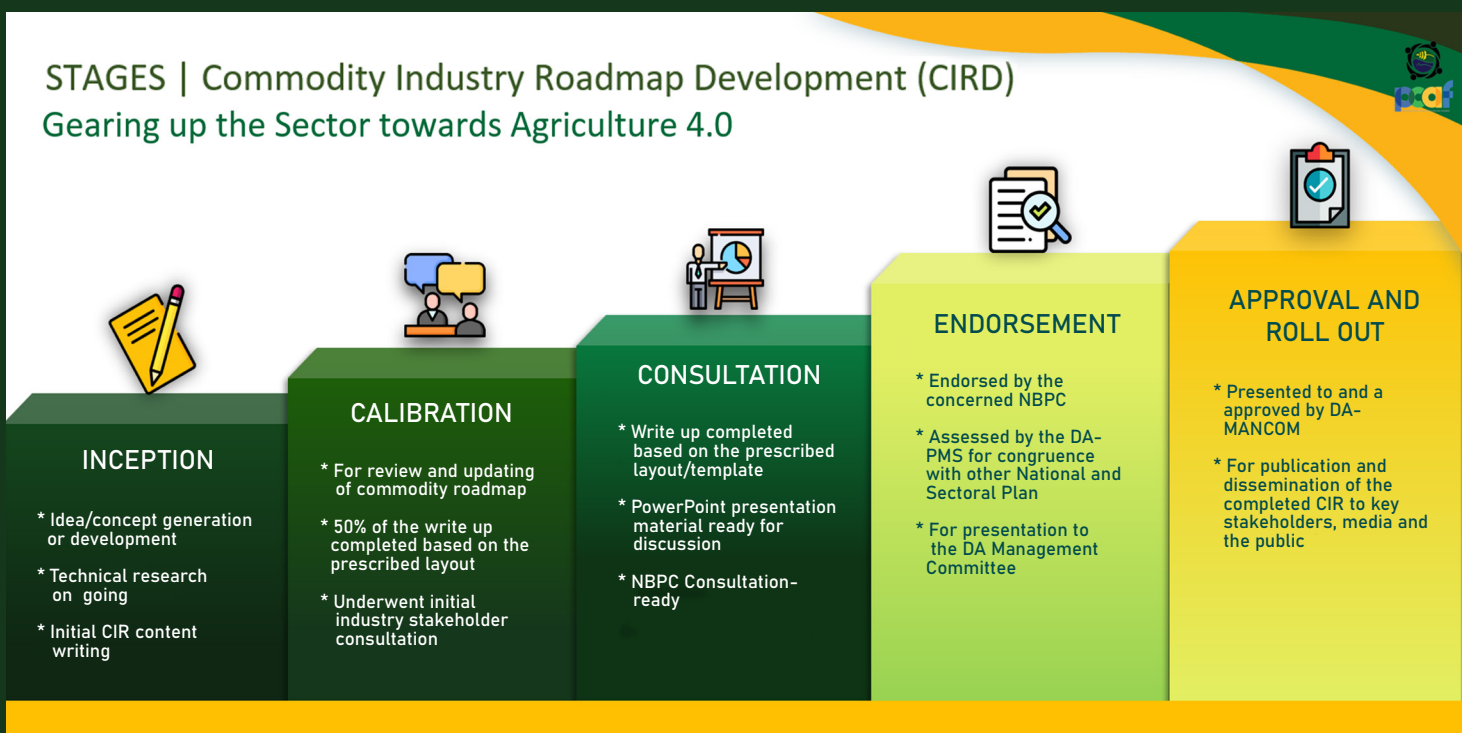 STAGES | Commodity Industry Roadmap Development (CIRD)
Gearing up the Sector towards Agriculture 4.0
pcaf
INCEPTION
* Idea/concept generation
or development
* Technical research
on going
* Initial CIR content
writing
CALIBRATION
* For review and updating
of commodity roadmap
* 50% of the write up
completed based on the
prescribed layout
* Underwent initial
industry stakeholder
consultation
CONSULTATION
* Write up completed
based on the prescribed
layout/template
* PowerPoint presentation
material ready for
discussion
* NBPC Consultation-
ready
ENDORSEMENT
* Endorsed by the
concerned NBPC
* Assessed by the DA-
PMS for congruence
with other National and
Sectoral Plan
* For presentation to
the DA Management
Committee
APPROVAL AND
ROLL OUT
* Presented to and a
approved by DA-
MANCOM
* For publication and
dissemination of the
completed CIR to key
stakeholders, media and
the public